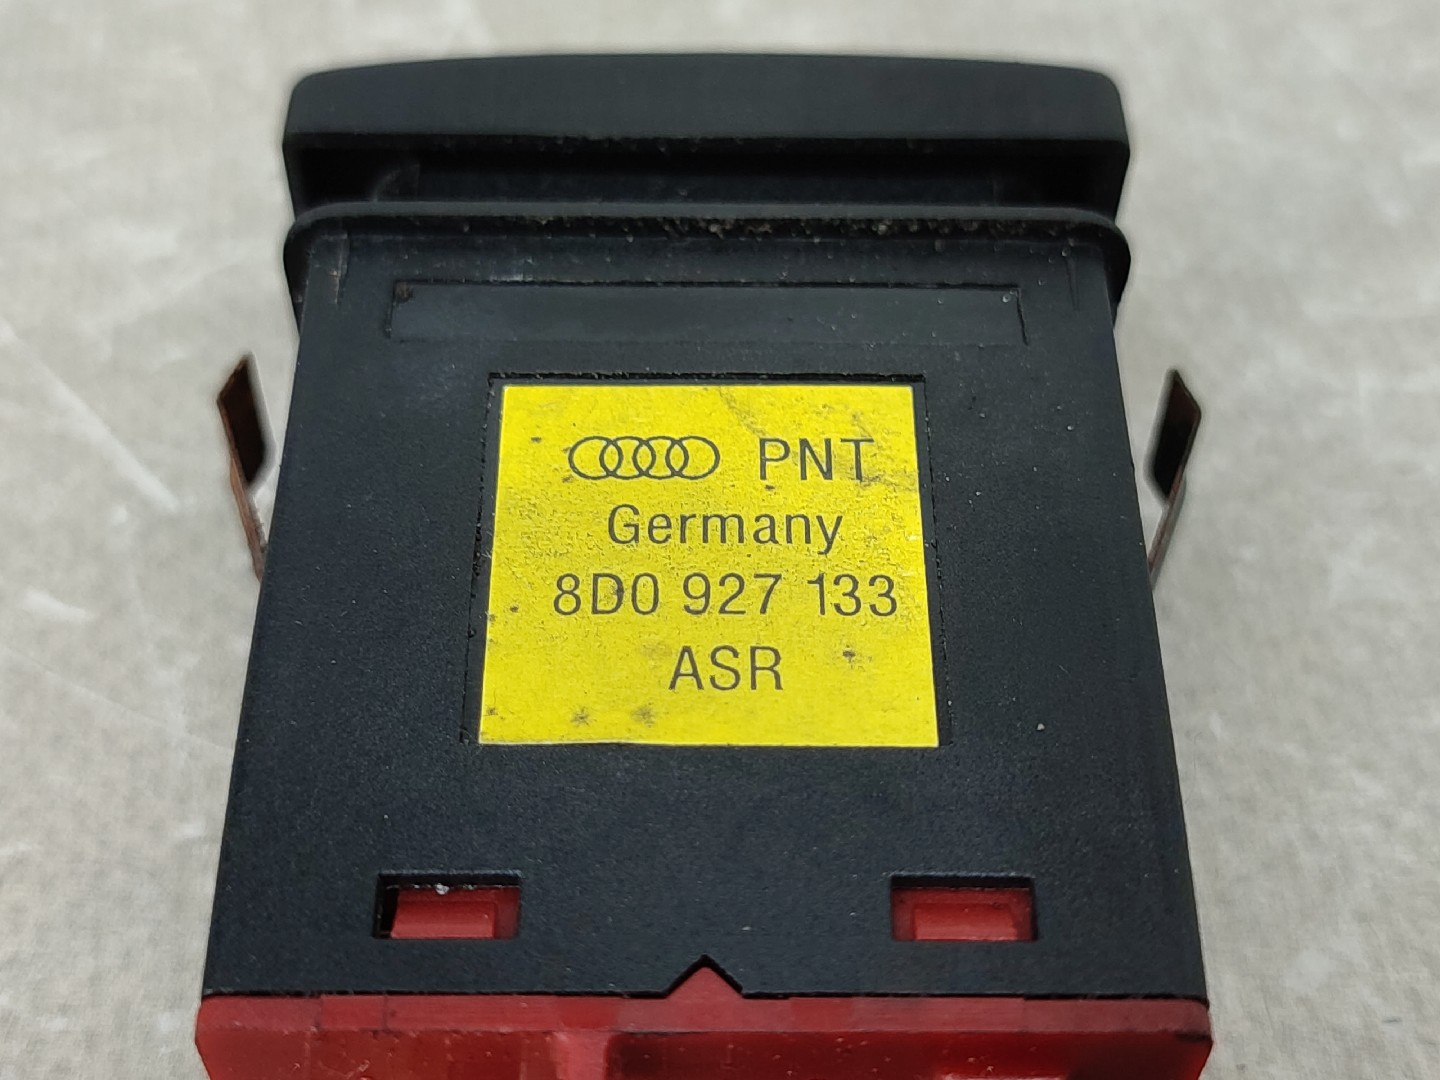 PNT
Germany
8D0 927 133
ASR